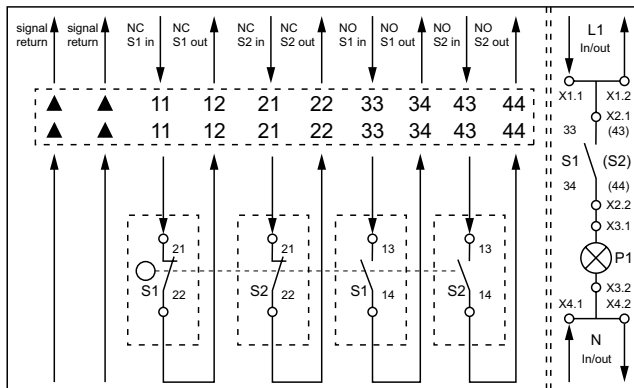 signal return
signal return
NC S1 in
NC S1 out
NC S2 in
NC S2 out
NO S1 in
NO S1 out
NO S2 in
NO S2 out
▲ ▲ 11 12 21 22 33 34 43 44
▲ ▲ 11 12 21 22 33 34 43 44
21
S1
22
21
S2
22
13
S1
14
13
S2
14
L1
In/out
X1.1 X1.2
X2.1
33 (43)
S1 (S2)
34 (44)
X2.2
X3.1
P1
X3.2
X4.1 X4.2
N
In/out